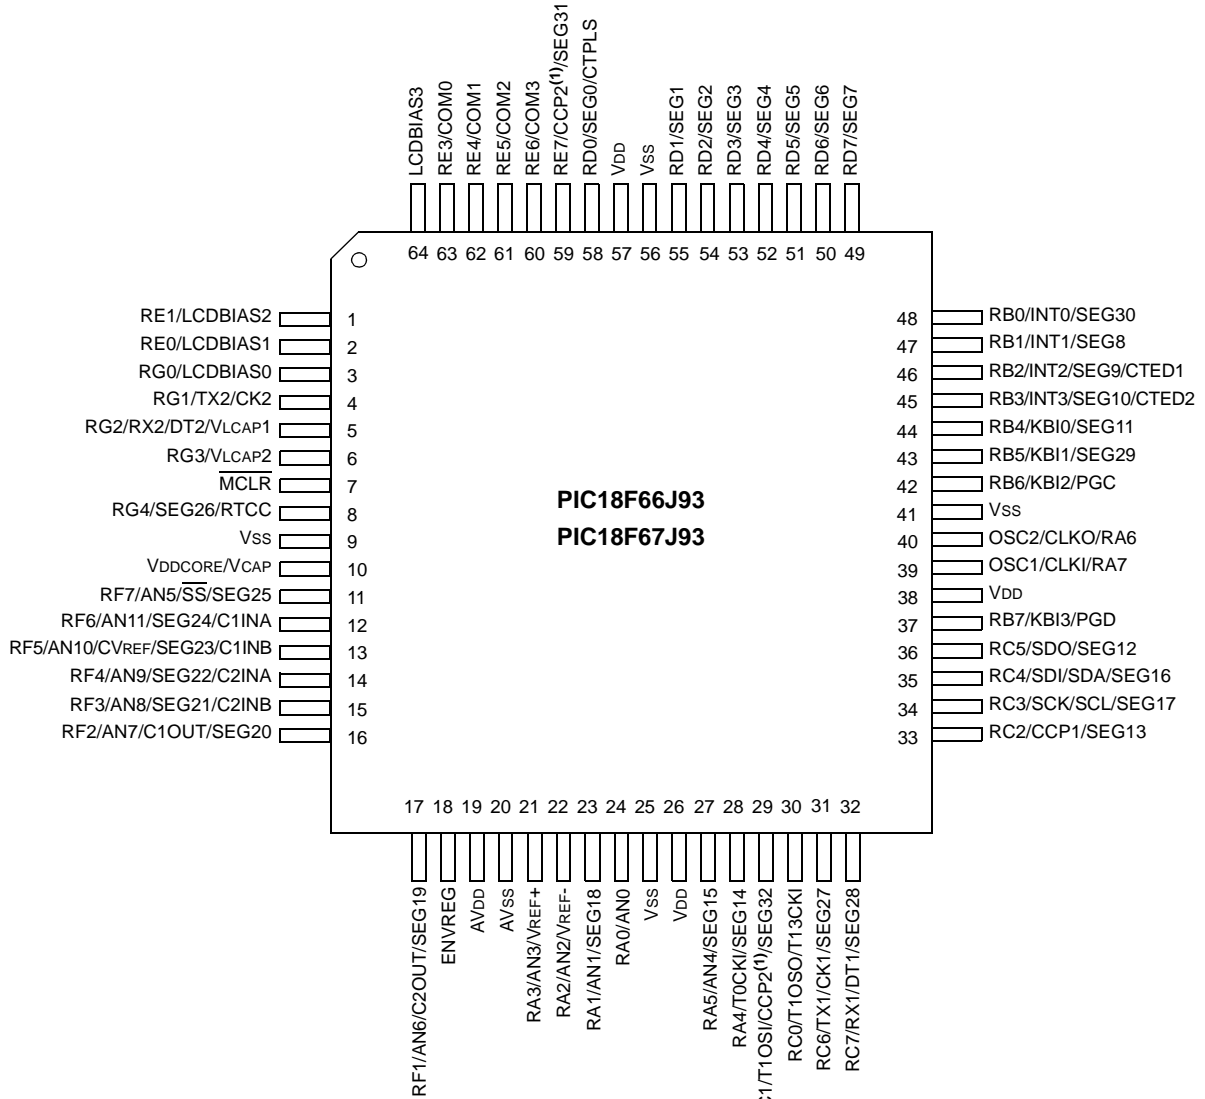 LCDBIAS3
RE3/COM0
RE4/COM1
RE5/COM2
RE6/COM3
RE7/CCP2(1)/SEG31
RD0/SEG0/CTPLS
VDD
VSS
RD1/SEG1
RD2/SEG2
RD3/SEG3
RD4/SEG4
RD5/SEG5
RD6/SEG6
RD7/SEG7
64 63 62 61 60 59 58 57 56 55 54 53 52 51 50 49
RE1/LCDBIAS2 1
RE0/LCDBIAS1 2
RG0/LCDBIAS0 3
RG1/TX2/CK2 4
RG2/RX2/DT2/VLCAP1 5
RG3/VLCAP2 6
MCLR 7
RG4/SEG26/RTCC 8
VSS 9
VDDCORE/VCAP 10
RF7/AN5/SS/SEG25 11
RF6/AN11/SEG24/C1INA 12
RF5/AN10/CVREF/SEG23/C1INB 13
RF4/AN9/SEG22/C2INA 14
RF3/AN8/SEG21/C2INB 15
RF2/AN7/C1OUT/SEG20 16
PIC18F66J93
PIC18F67J93
48 RB0/INT0/SEG30
47 RB1/INT1/SEG8
46 RB2/INT2/SEG9/CTED1
45 RB3/INT3/SEG10/CTED2
44 RB4/KBI0/SEG11
43 RB5/KBI1/SEG29
42 RB6/KBI2/PGC
41 VSS
40 OSC2/CLKO/RA6
39 OSC1/CLKI/RA7
38 VDD
37 RB7/KBI3/PGD
36 RC5/SDO/SEG12
35 RC4/SDI/SDA/SEG16
34 RC3/SCK/SCL/SEG17
33 RC2/CCP1/SEG13
17 18 19 20 21 22 23 24 25 26 27 28 29 30 31 32
RF1/AN6/C2OUT/SEG19
ENVREG
AVDD
AVSS
RA3/AN3/VREF+
RA2/AN2/VREF-
RA1/AN1/SEG18
RA0/AN0
VSS
VDD
RA5/AN4/SEG15
RA4/T0CKI/SEG14
C1/T1OSI/CCP2(1)/SEG32
RC0/T1OSO/T13CKI
RC6/TX1/CK1/SEG27
RC7/RX1/DT1/SEG28